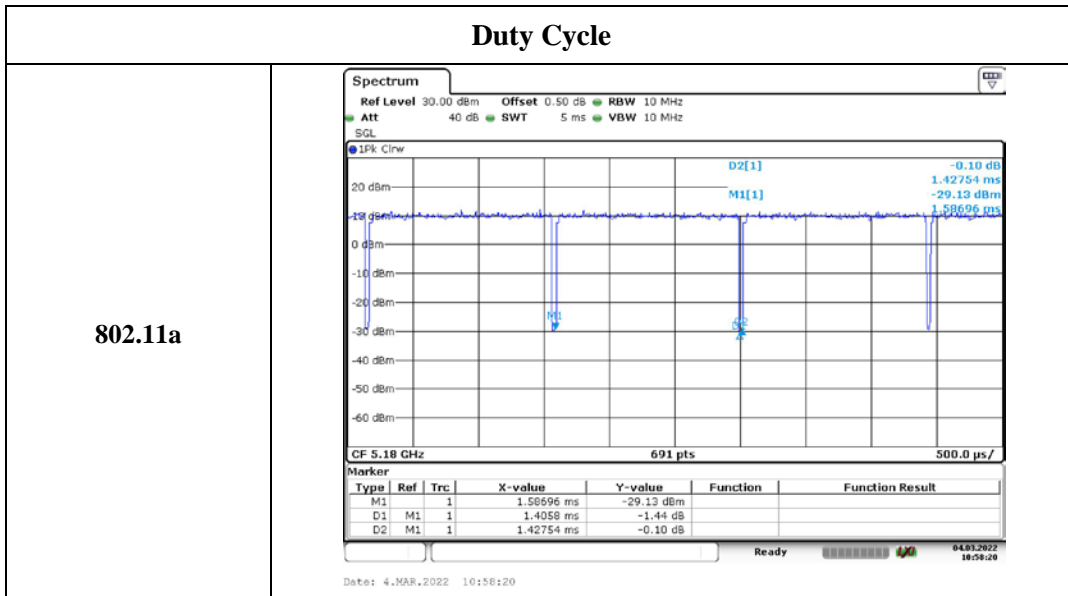 Duty Cycle
802.11a
Spectrum
Ref Level 30.00 dBm Offset 0.50 dB RBW 10 MHz
Att 40 dB SWT 5 ms VBW 10 MHz
SGL
1Pk Clrw
D2[1] -0.10 dB
1.42754 ms
20 dBm
M1[1] -29.13 dBm
1.58696 ms
0 dBm
-10 dBm
-20 dBm
M1
-30 dBm
-40 dBm
-50 dBm
-60 dBm
CF 5.18 GHz 691 pts 500.0 µs/
Marker
Type Ref Trc X-value Y-value Function Function Result
M1 1 1.58696 ms -29.13 dBm
D1 M1 1 1.4058 ms -1.44 dB
D2 M1 1 1.42754 ms -0.10 dB
Ready 04.03.2022
10:58:20
Date: 4.MAR.2022 10:58:20